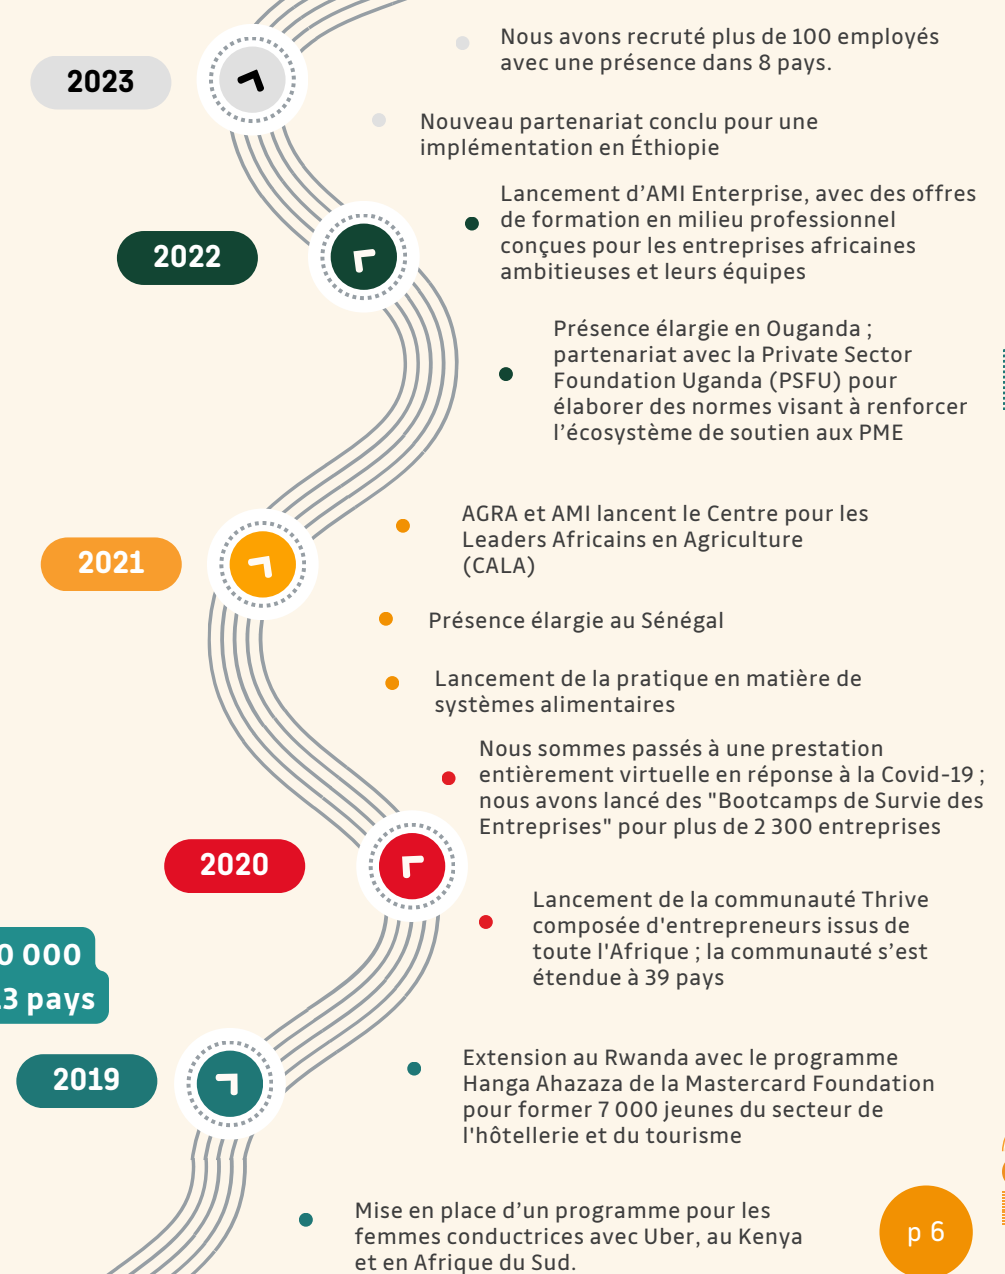 2023
Nous avons recruté plus de 100 employés
avec une présence dans 8 pays.
Nouveau partenariat conclu pour une
implémentation en Éthiopie
2022
Lancement d’AMI Enterprise, avec des offres
de formation en milieu professionnel
conçues pour les entreprises africaines
ambitieuses et leurs équipes
Présence élargie en Ouganda ;
partenariat avec la Private Sector
Foundation Uganda (PSFU) pour
élaborer des normes visant à renforcer
l’écosystème de soutien aux PME
2021
AGRA et AMI lancent le Centre pour les
Leaders Africains en Agriculture
(CALA)
Présence élargie au Sénégal
Lancement de la pratique en matière de
systèmes alimentaires
2020
Nous sommes passés à une prestation
entièrement virtuelle en réponse à la Covid-19 ;
nous avons lancé des "Bootcamps de Survie des
Entreprises" pour plus de 2 300 entreprises
Lancement de la communauté Thrive
composée d'entrepreneurs issus de
toute l'Afrique ; la communauté s’est
étendue à 39 pays
0 000
3 pays
2019
Extension au Rwanda avec le programme
Hanga Ahazaza de la Mastercard Foundation
pour former 7 000 jeunes du secteur de
l'hôtellerie et du tourisme
Mise en place d’un programme pour les
femmes conductrices avec Uber, au Kenya
et en Afrique du Sud.
p 6